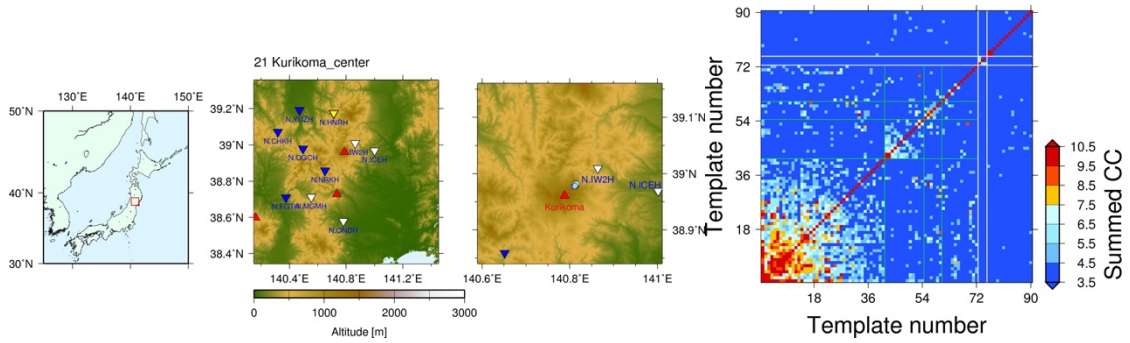 125°E 140°E 150°E
50°N
40°N
30°N
21 Kurikoma_center
39.2°N
39°N
38.8°N
38.6°N
38.4°N
N.YUZH
N.HNRH
N.CHKH
N.OGCH
IW2H
N.ICEH
N.NRKH
N.MGMH
N.ONDH
140.4°E 140.8°E
0 1000 2000 3000
Altitude [m]
39.1°N
39°N
38.9°N
N.IW2H
N.ICEH
Kurikoma
140.6°E 140.8°E 141°E
Template number
90
72
54
36
18
18 36 54 72 90
Template number
10.5
9.5
8.5
7.5
6.5
5.5
4.5
3.5
Summed CC